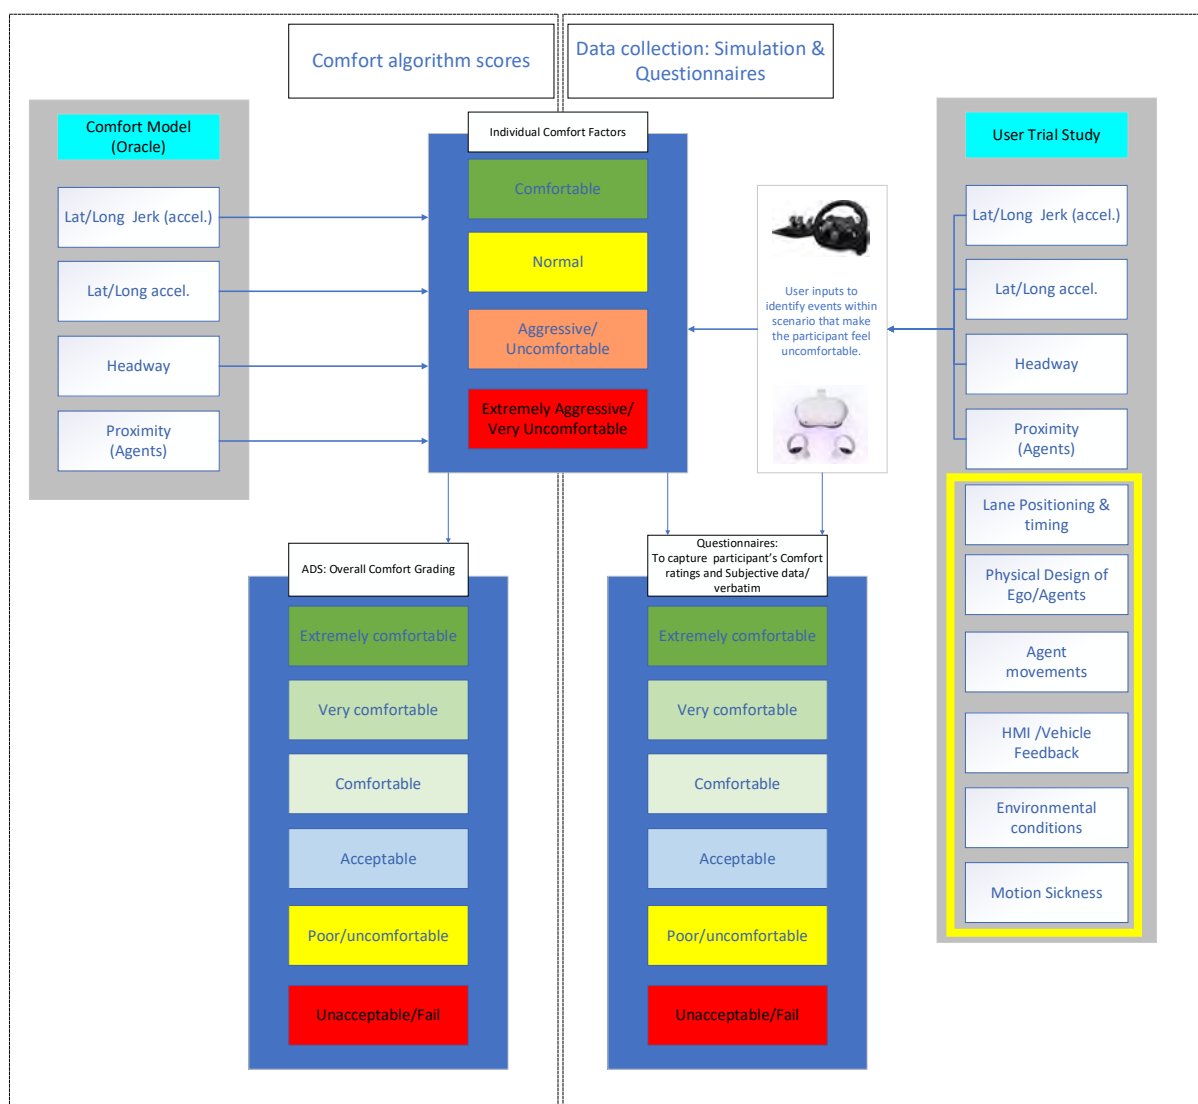 Comfort algorithm scores
Data collection: Simulation &
Questionnaires
Comfort Model
(Oracle)
Lat/Long Jerk (accel.)
Lat/Long accel.
Headway
Proximity
(Agents)
Individual Comfort Factors
Comfortable
Normal
Aggressive/
Uncomfortable
Extremely Aggressive/
Very Uncomfortable
User inputs to
identify events within
scenario that make
the participant feel
uncomfortable.
User Trial Study
Lat/Long Jerk (accel.)
Lat/Long accel.
Headway
Proximity
(Agents)
Lane Positioning &
timing
Physical Design of
Ego/Agents
Agent
movements
HMI /Vehicle
Feedback
Environmental
conditions
Motion Sickness
ADS: Overall Comfort Grading
Extremely comfortable
Very comfortable
Comfortable
Acceptable
Poor/uncomfortable
Unacceptable/Fail
Questionnaires:
To capture participant's Comfort
ratings and Subjective data/
verbatim
Extremely comfortable
Very comfortable
Comfortable
Acceptable
Poor/uncomfortable
Unacceptable/Fail